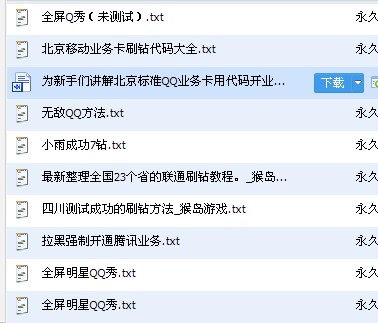 全屏Q秀（未测试）.txt 永久
北京移动业务卡刷钻代码大全.txt 永久
为新手们讲解北京标准QQ业务卡用代码开业... 下载
无敌QQ方法.txt 永久
小雨成功7钻.txt 永久
最新整理全国23个省的联通刷钻教程。_猴岛... 永久
四川测试成功的刷钻方法_猴岛游戏.txt 永久
拉黑强制开通腾讯业务.txt 永久
全屏明星QQ秀.txt 永久
全屏明星QQ秀.txt 永久